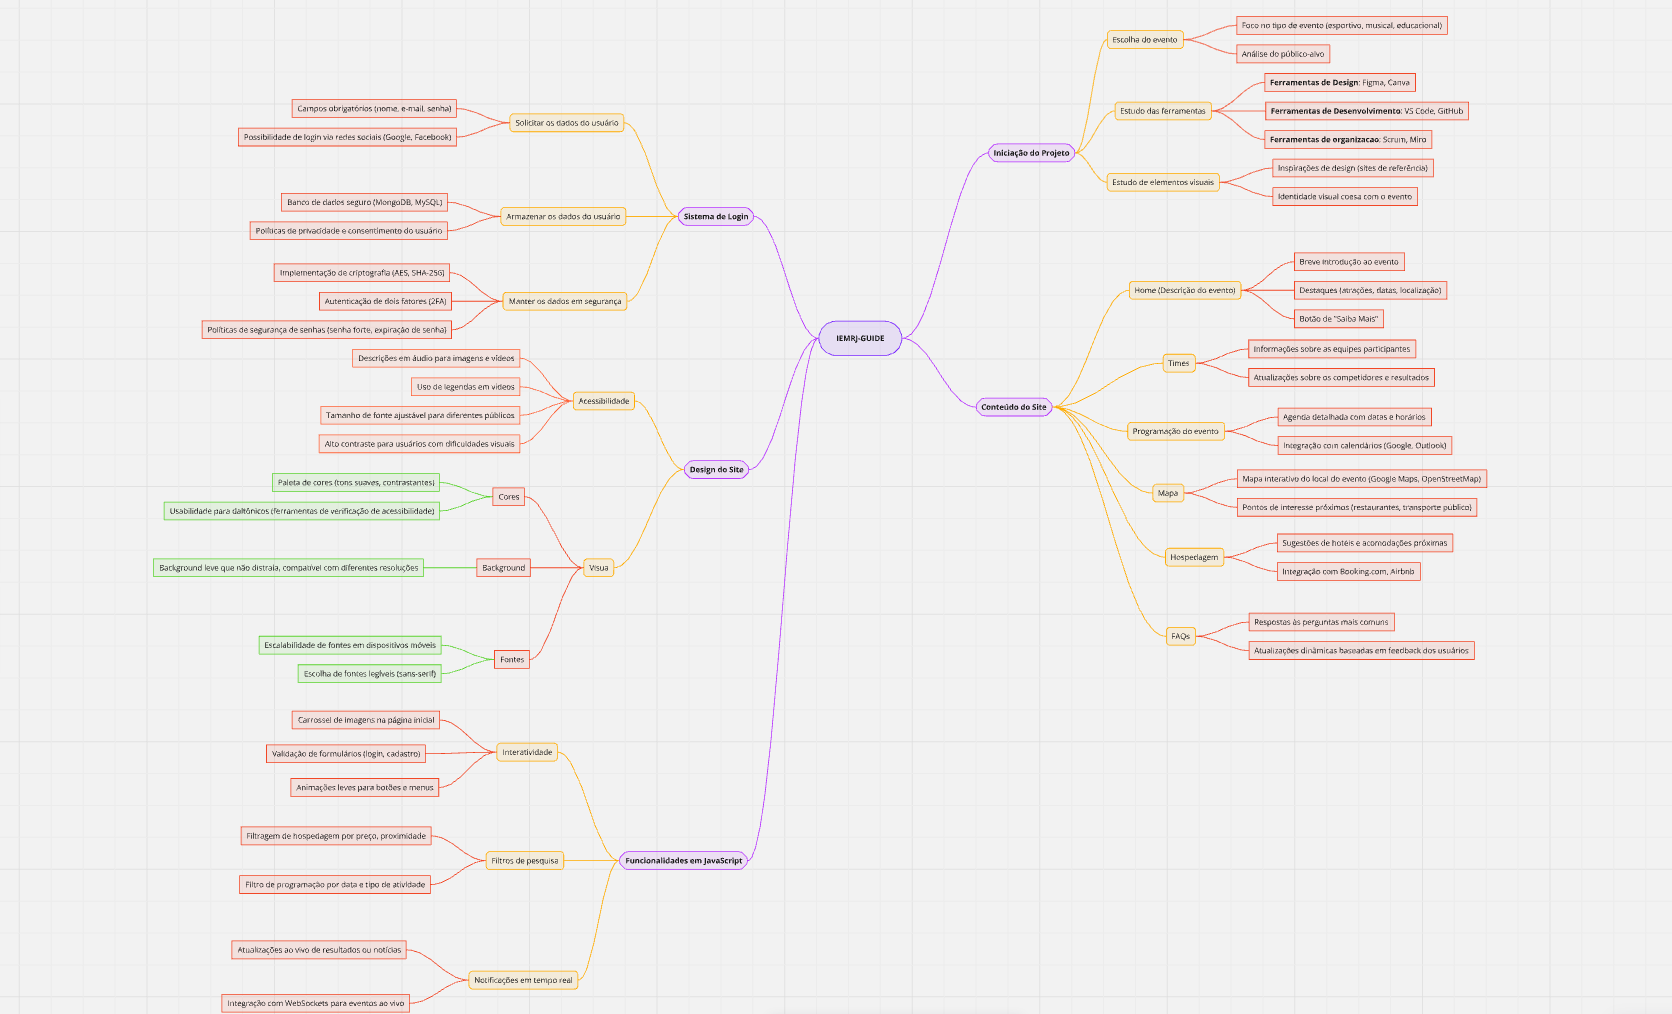 IEMRJ-GUIDE
Iniciação do Projeto
Escolha do evento
Foco no tipo de evento (esportivo, musical, educacional)
Análise do público-alvo
Estudo das ferramentas
Ferramentas de Design: Figma, Canva
Ferramentas de Desenvolvimento: VS Code, GitHub
Ferramentas de organizacao: Scrum, Miro
Estudo de elementos visuais
Inspirações de design (sites de referência)
Identidade visual coesa com o evento
Conteúdo do Site
Home (Descrição do evento)
Breve introdução ao evento
Destaques (atrações, datas, localização)
Botão de "Saiba Mais"
Times
Informações sobre as equipes participantes
Atualizações sobre os competidores e resultados
Programação do evento
Agenda detalhada com datas e horários
Integração com calendários (Google, Outlook)
Mapa
Mapa interativo do local do evento (Google Maps, OpenStreetMap)
Pontos de interesse próximos (restaurantes, transporte público)
Hospedagem
Sugestões de hotéis e acomodações próximas
Integração com Booking.com, Airbnb
FAQs
Respostas às perguntas mais comuns
Atualizações dinâmicas baseadas em feedback dos usuários
Sistema de Login
Solicitar os dados do usuário
Campos obrigatórios (nome, e-mail, senha)
Possibilidade de login via redes sociais (Google, Facebook)
Armazenar os dados do usuário
Banco de dados seguro (MongoDB, MySQL)
Políticas de privacidade e consentimento do usuário
Manter os dados em segurança
Implementação de criptografia (AES, SHA-256)
Autenticação de dois fatores (2FA)
Políticas de segurança de senhas (senha forte, expiração de senha)
Design do Site
Acessibilidade
Descrições em áudio para imagens e vídeos
Uso de legendas em vídeos
Tamanho de fonte ajustável para diferentes públicos
Alto contraste para usuários com dificuldades visuais
Visua
Cores
Paleta de cores (tons suaves, contrastantes)
Usabilidade para daltônicos (ferramentas de verificação de acessibilidade)
Background
Background leve que não distraia, compatível com diferentes resoluções
Fontes
Escalabilidade de fontes em dispositivos móveis
Escolha de fontes legíveis (sans-serif)
Funcionalidades em JavaScript
Interatividade
Carrossel de imagens na página inicial
Validação de formulários (login, cadastro)
Animações leves para botões e menus
Filtros de pesquisa
Filtragem de hospedagem por preço, proximidade
Filtro de programação por data e tipo de atividade
Notificações em tempo real
Atualizações ao vivo de resultados ou notícias
Integração com WebSockets para eventos ao vivo